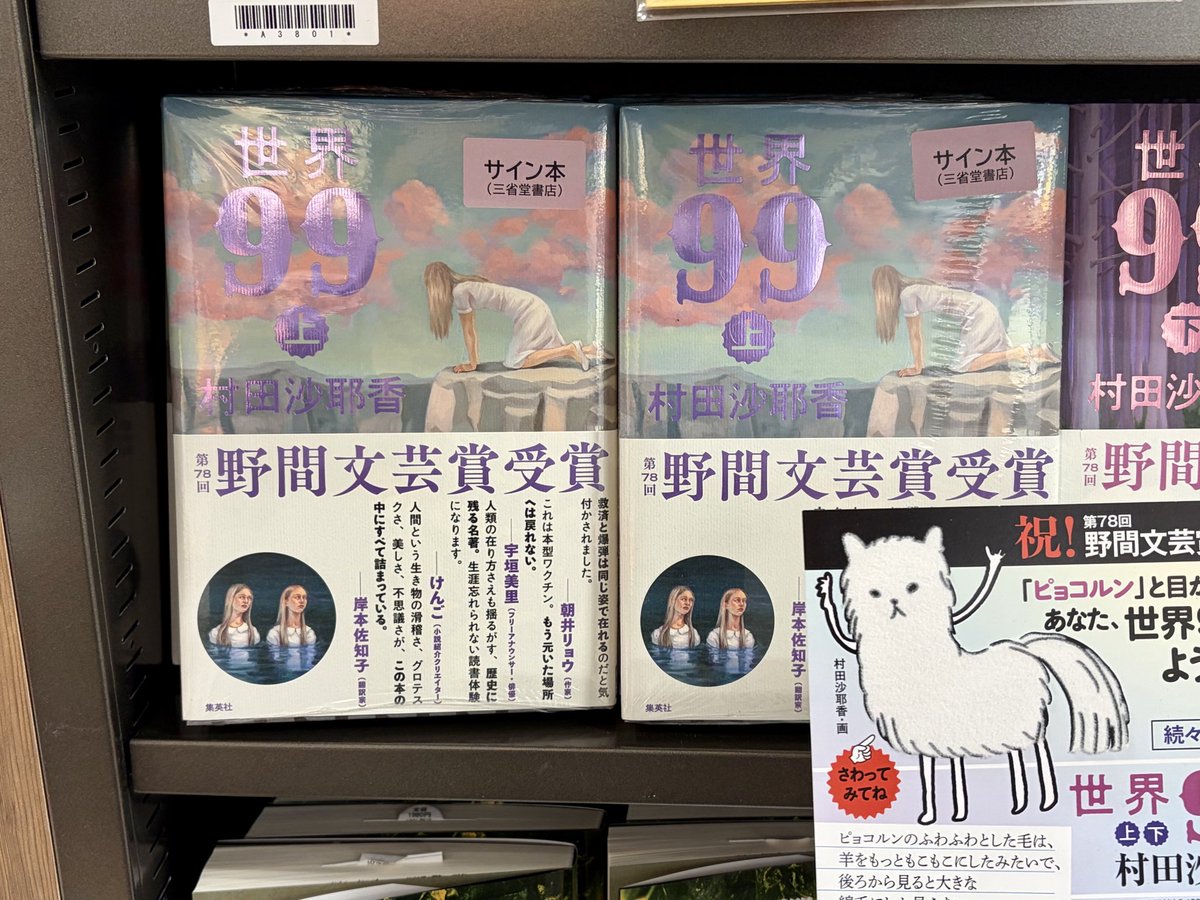 *A3801*
世界
99
上
村田沙耶香
サイン本
(三省堂書店)
第78回
野間文芸賞受賞
救済と爆弾は同じ姿で在れるのだと気
付かされました。
――朝井リョウ(作家)
これは本型ワクチン。もう元いた場所
へは戻れない。
――宇垣美里(フリーアナウンサー・俳優)
人類の在り方さえも揺るがす、歴史に
残る名著。生涯忘れられない読書体験
になります。
――けんご(小説紹介クリエイター)
人間という生き物の滑稽さ、グロテス
クさ、美しさ、不思議さが、この本の
中にすべて詰まっている。
――岸本佐知子(翻訳家)
集英社
世界
99
上
村田沙耶香
サイン本
(三省堂書店)
第78回
野間文芸賞受賞
岸本佐知子(翻訳家)
集英社
世
9
下
村田沙
第78回
野間文
祝!
第78回
野間文芸
「ピョコルン」と目が
あなた、世界
よう
村田沙耶香・画
さわって
みてね
続々
世界
上下
村田沙
ピョコルンのふわふわとした毛は、
羊をもっともこもこにしたみたいで、
後ろから見ると大きな